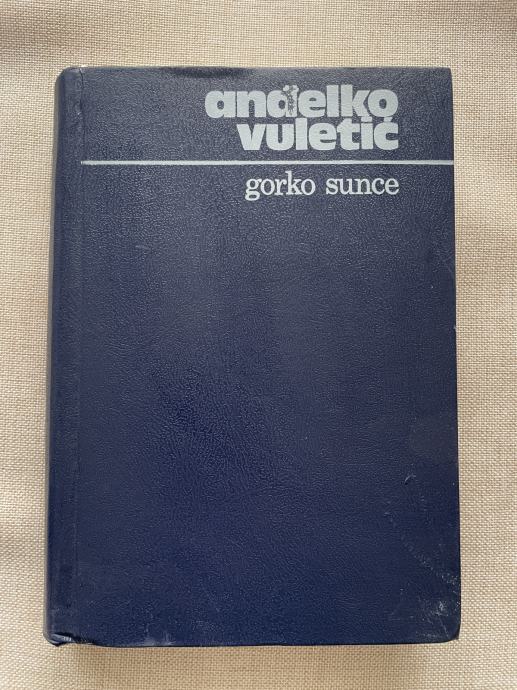 anđelko
vuletić
gorko sunce